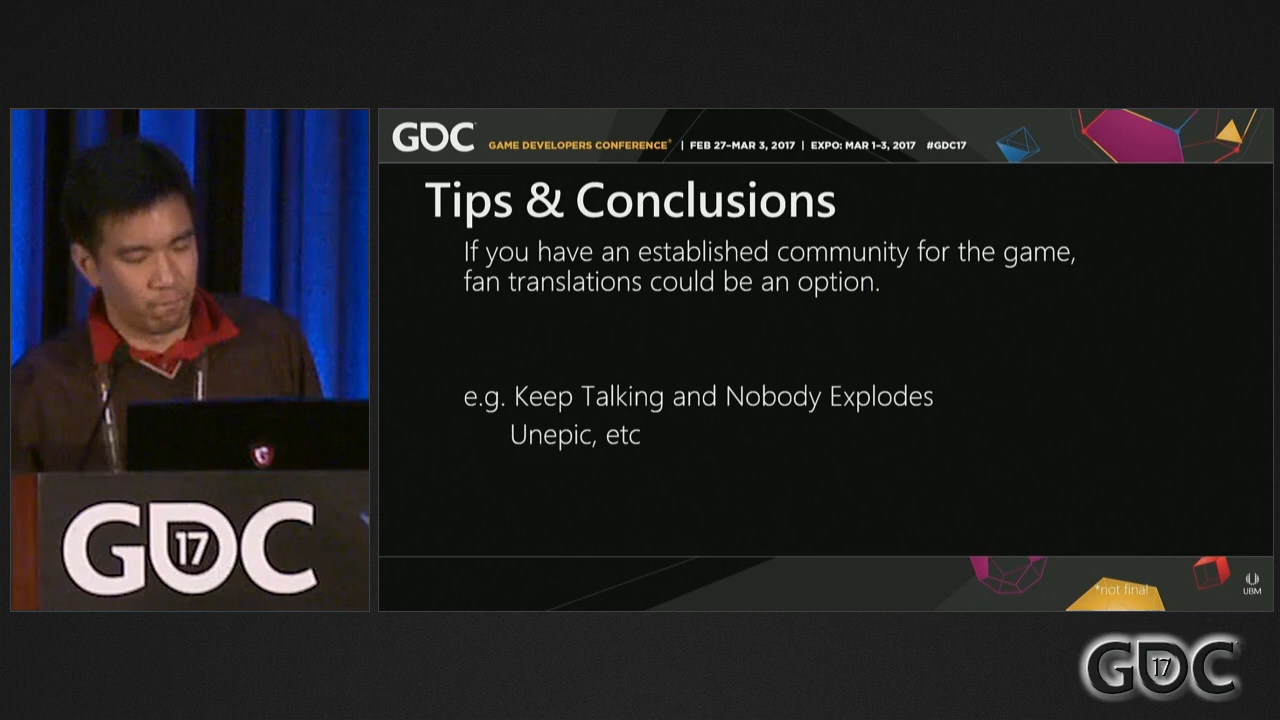 GDC
GAME DEVELOPERS CONFERENCE® | FEB 27–MAR 3, 2017 | EXPO: MAR 1–3, 2017 #GDC17
Tips & Conclusions
If you have an established community for the game,
fan translations could be an option.
e.g. Keep Talking and Nobody Explodes
Unepic, etc
*not final
UBM
GDC 17
GDC 17